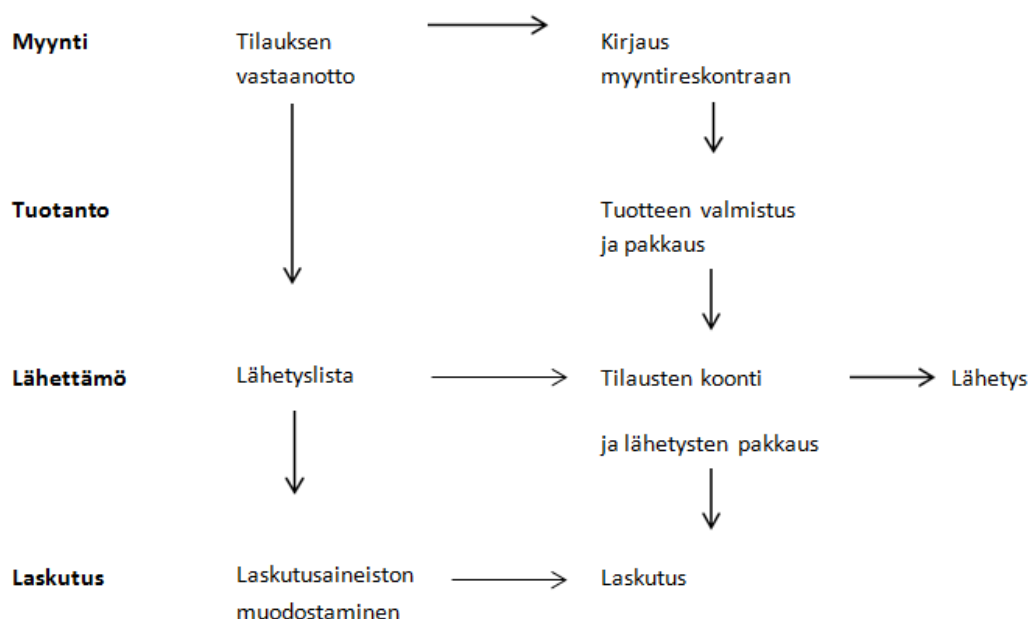 Myynti
Tilauksen
vastaanotto
Kirjaus
myyntireskontraan
Tuotanto
Tuotteen valmistus
ja pakkaus
Lähettämö
Lähetyslista
Tilausten koonti
ja lähetysten pakkaus
Lähetys
Laskutus
Laskutusaineiston
muodostaminen
Laskutus